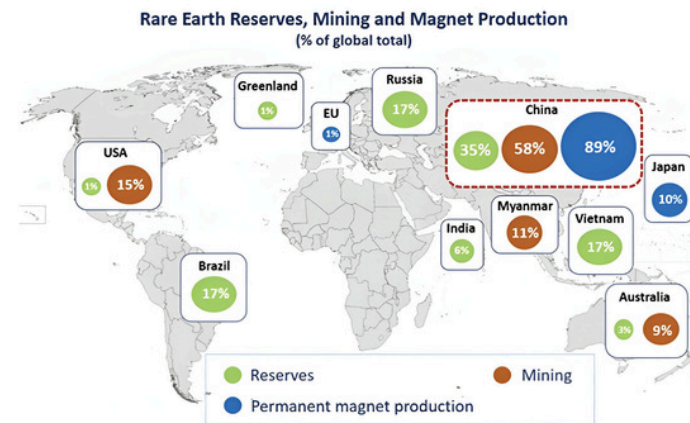 Rare Earth Reserves, Mining and Magnet Production
(% of global total)
Greenland
1%
Russia
17%
EU
1%
China
35% 58% 89%
USA
1% 15%
Japan
10%
Myanmar
11%
India
6%
Vietnam
17%
Brazil
17%
Australia
3% 9%
Reserves
Mining
Permanent magnet production